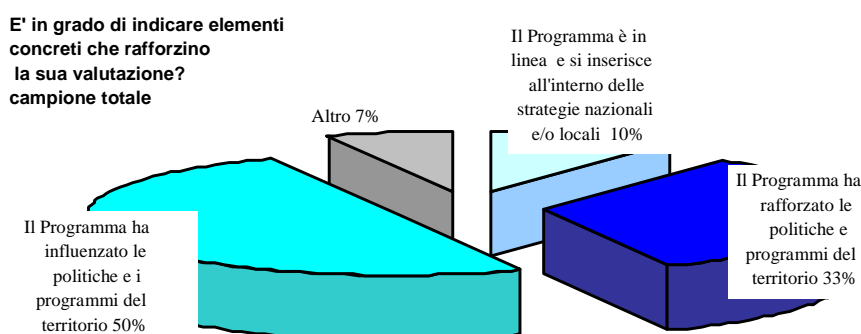 E' in grado di indicare elementi
concreti che rafforzino
la sua valutazione?
campione totale
Il Programma è in
linea e si inserisce
all'interno delle
strategie nazionali
e/o locali 10%
Altro 7%
Il Programma ha
rafforzato le
politiche e
programmi del
territorio 33%
Il Programma ha
influenzato le
politiche e i
programmi del
territorio 50%